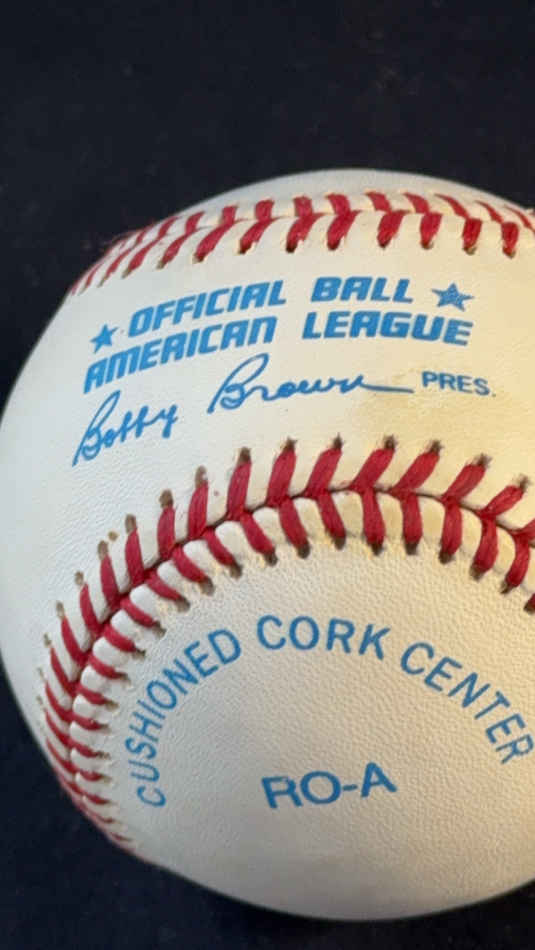 OFFICIAL BALL
AMERICAN LEAGUE
Bobby Brown PRES.
CUSHIONED CORK CENTER
RO-A